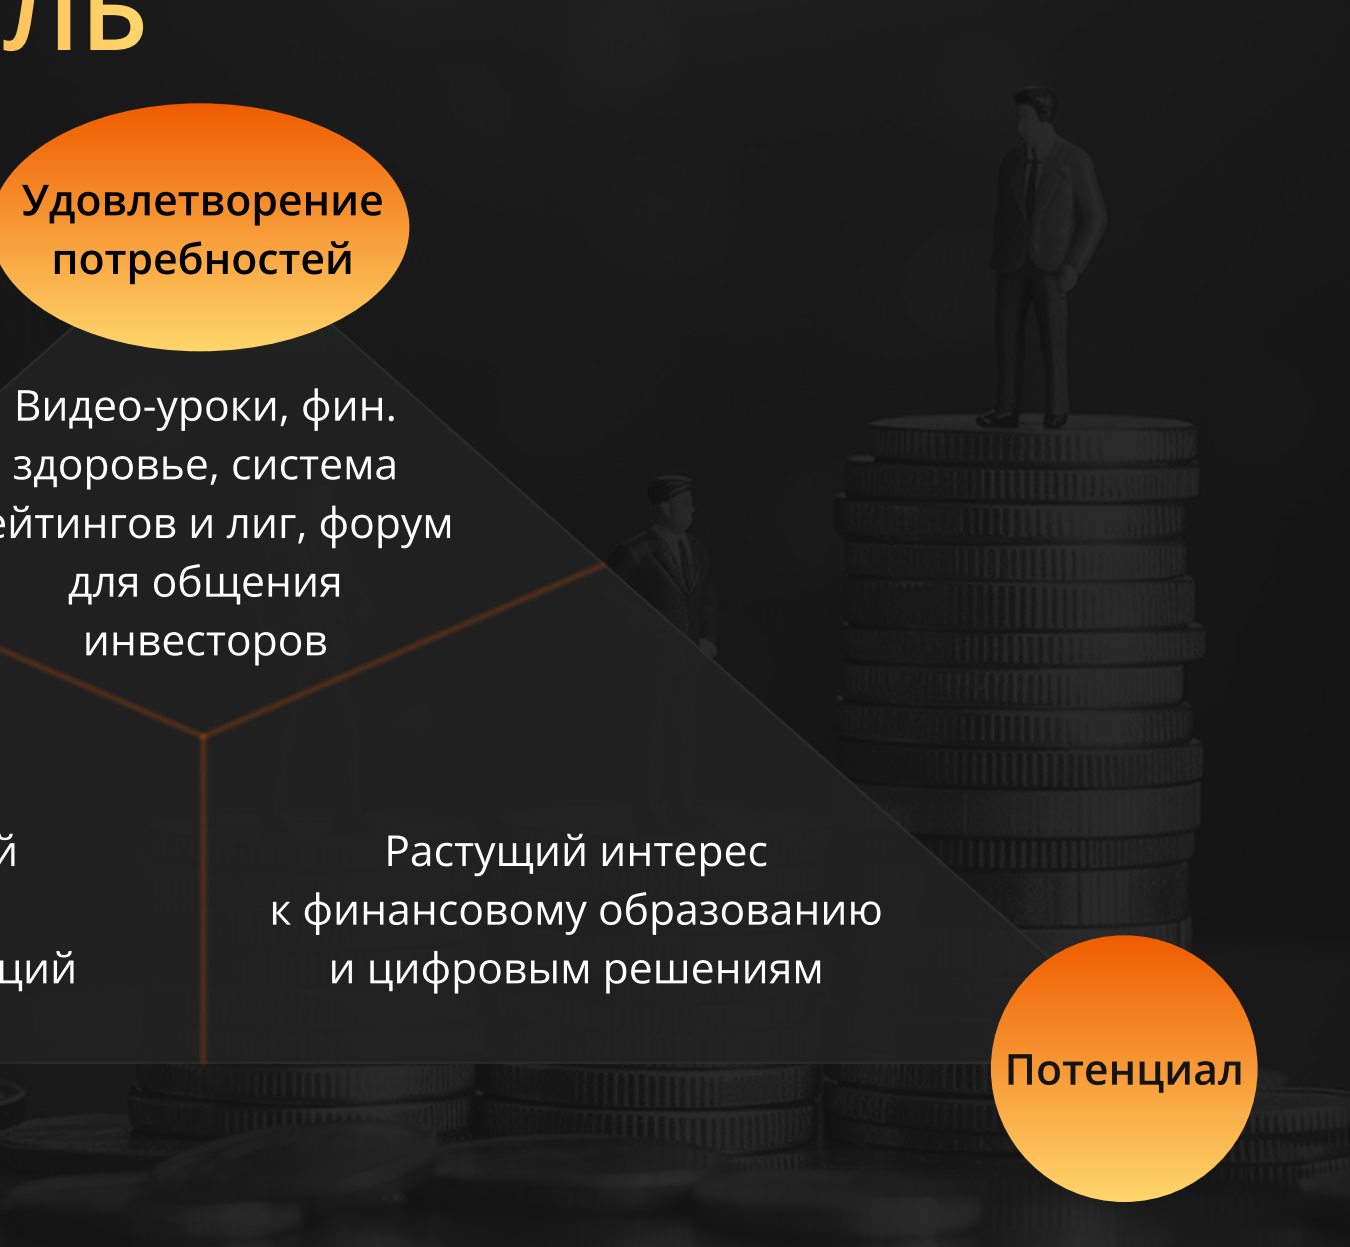 ЛЬ
Удовлетворение
потребностей
Видео-уроки, фин.
здоровье, система
ейтингов и лиг, форум
для общения
инвесторов
й
Растущий интерес
к финансовому образованию
ций
и цифровым решениям
Потенциал